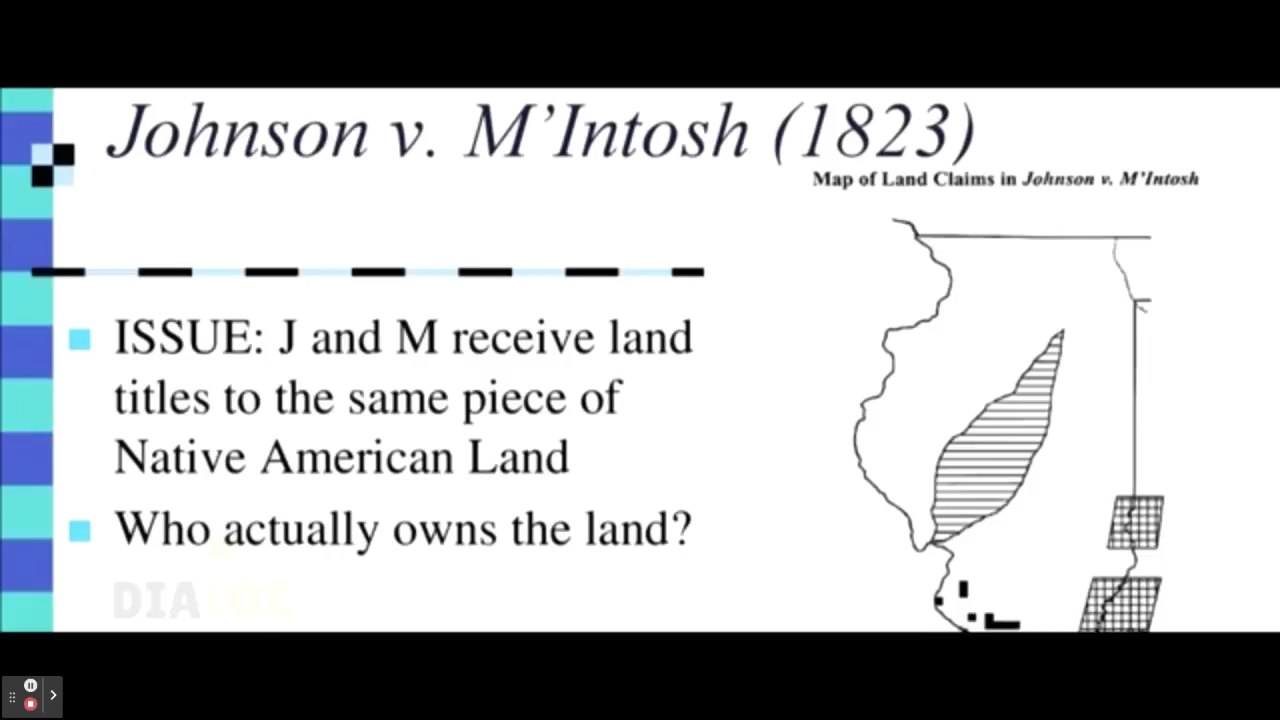 Johnson v. M’Intosh (1823)
Map of Land Claims in Johnson v. M’Intosh
ISSUE: J and M receive land
titles to the same piece of
Native American Land
Who actually owns the land?
DIALOG